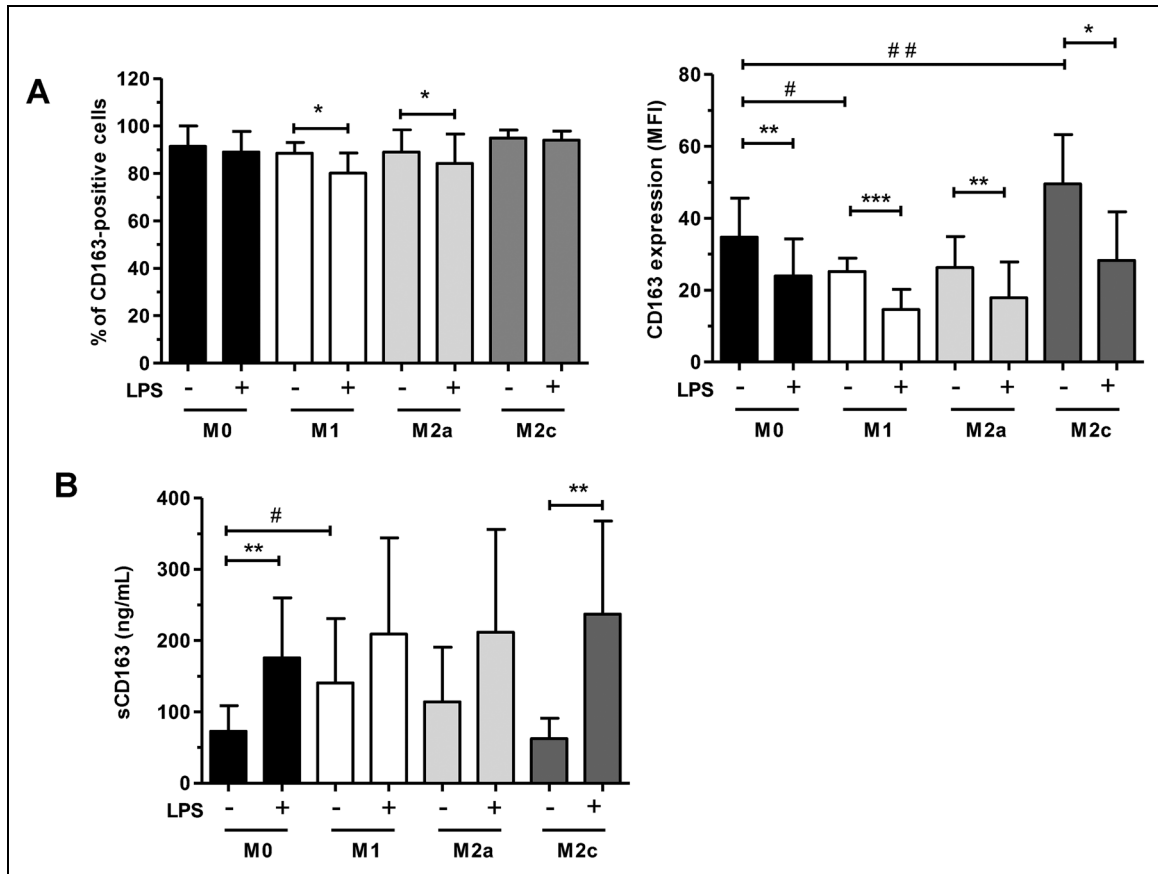 A
% of CD163-positive cells
120
100
80
60
40
20
0
* *
LPS - + - + - + - +
M0 M1 M2a M2c
CD163 expression (MFI)
80
60
40
20
0
# #
#
** *** ** *
LPS - + - + - + - +
M0 M1 M2a M2c
B
sCD163 (ng/mL)
400
300
200
100
0
#
** **
LPS - + - + - + - +
M0 M1 M2a M2c